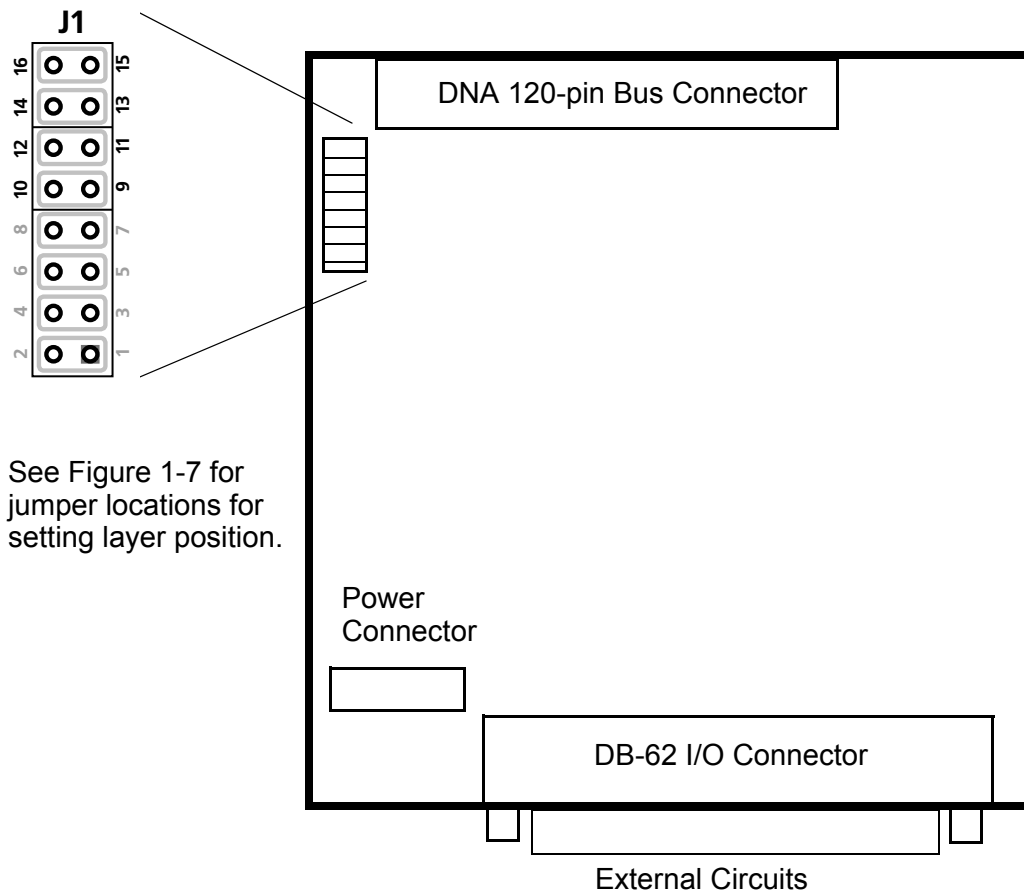 J1
16 15
14 13
12 11
10 9
8 7
6 5
4 3
2 1
DNA 120-pin Bus Connector
See Figure 1-7 for
jumper locations for
setting layer position.
Power
Connector
DB-62 I/O Connector
External Circuits